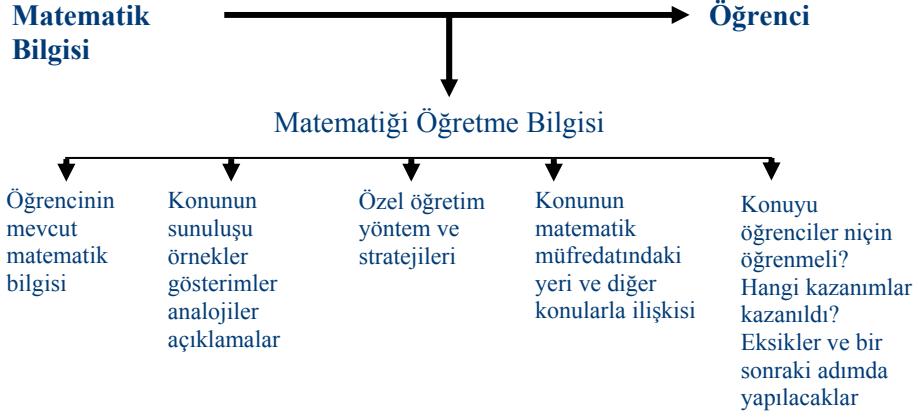 Matematik
Bilgisi
Öğrenci
Matematiği Öğretme Bilgisi
Öğrencinin
mevcut
matematik
bilgisi
Konunun
sunuluşu
örnekler
gösterimler
analojiler
açıklamalar
Özel öğretim
yöntem ve
stratejileri
Konunun
matematik
müfredatındaki
yeri ve diğer
konularla ilişkisi
Konuyu
öğrenciler niçin
öğrenmeli?
Hangi kazanımlar
kazanıldı?
Eksikler ve bir
sonraki adımda
yapılacaklar